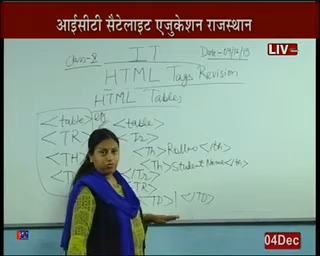 आईसीटी सैटेलाइट एजुकेशन राजस्थान
Class-8 IT Date-04/12/13
LIVE
HTML Tags Revision
HTML Tables
<table> <table>
<TR> <Tr>
<TH> <Th>Rollno</th>
<Th>Student Name</th>
</Tr>
<TR>
<TD>1</TD>
04Dec